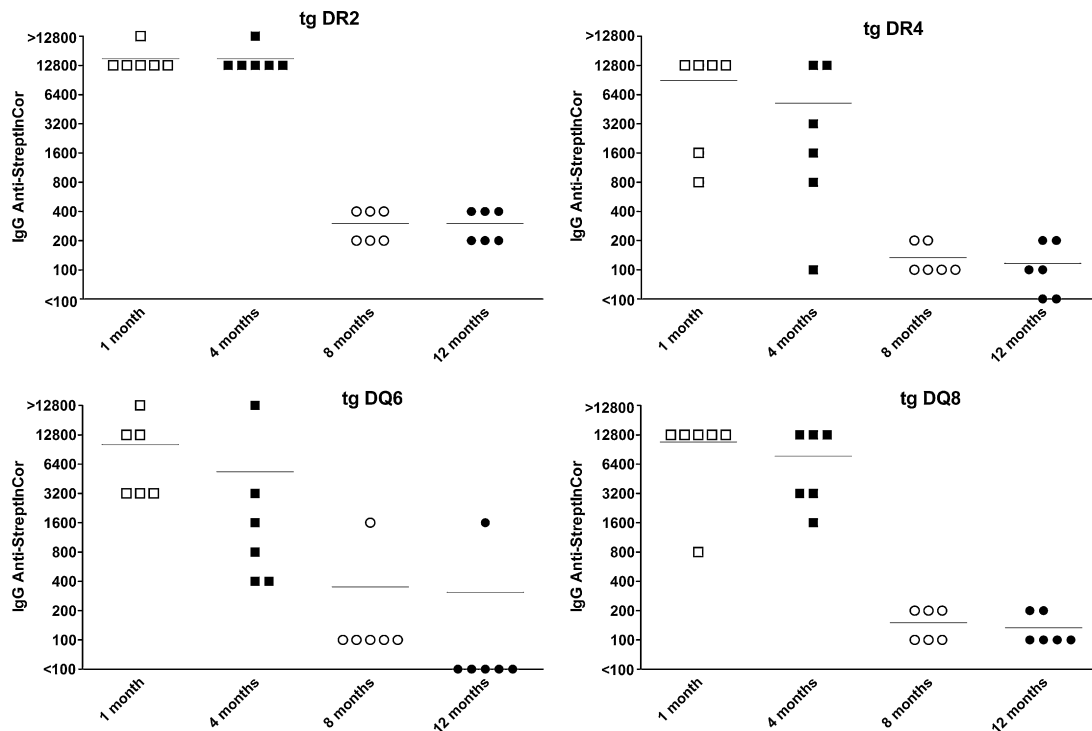 tg DR2
IgG Anti-StreptInCor
>12800
12800
6400
3200
1600
800
400
200
100
<100
1 month
4 months
8 months
12 months
tg DR4
IgG Anti-StreptInCor
>12800
12800
6400
3200
1600
800
400
200
100
<100
1 month
4 months
8 months
12 months
tg DQ6
IgG Anti-StreptInCor
>12800
12800
6400
3200
1600
800
400
200
100
<100
1 month
4 months
8 months
12 months
tg DQ8
IgG Anti-StreptInCor
>12800
12800
6400
3200
1600
800
400
200
100
<100
1 month
4 months
8 months
12 months